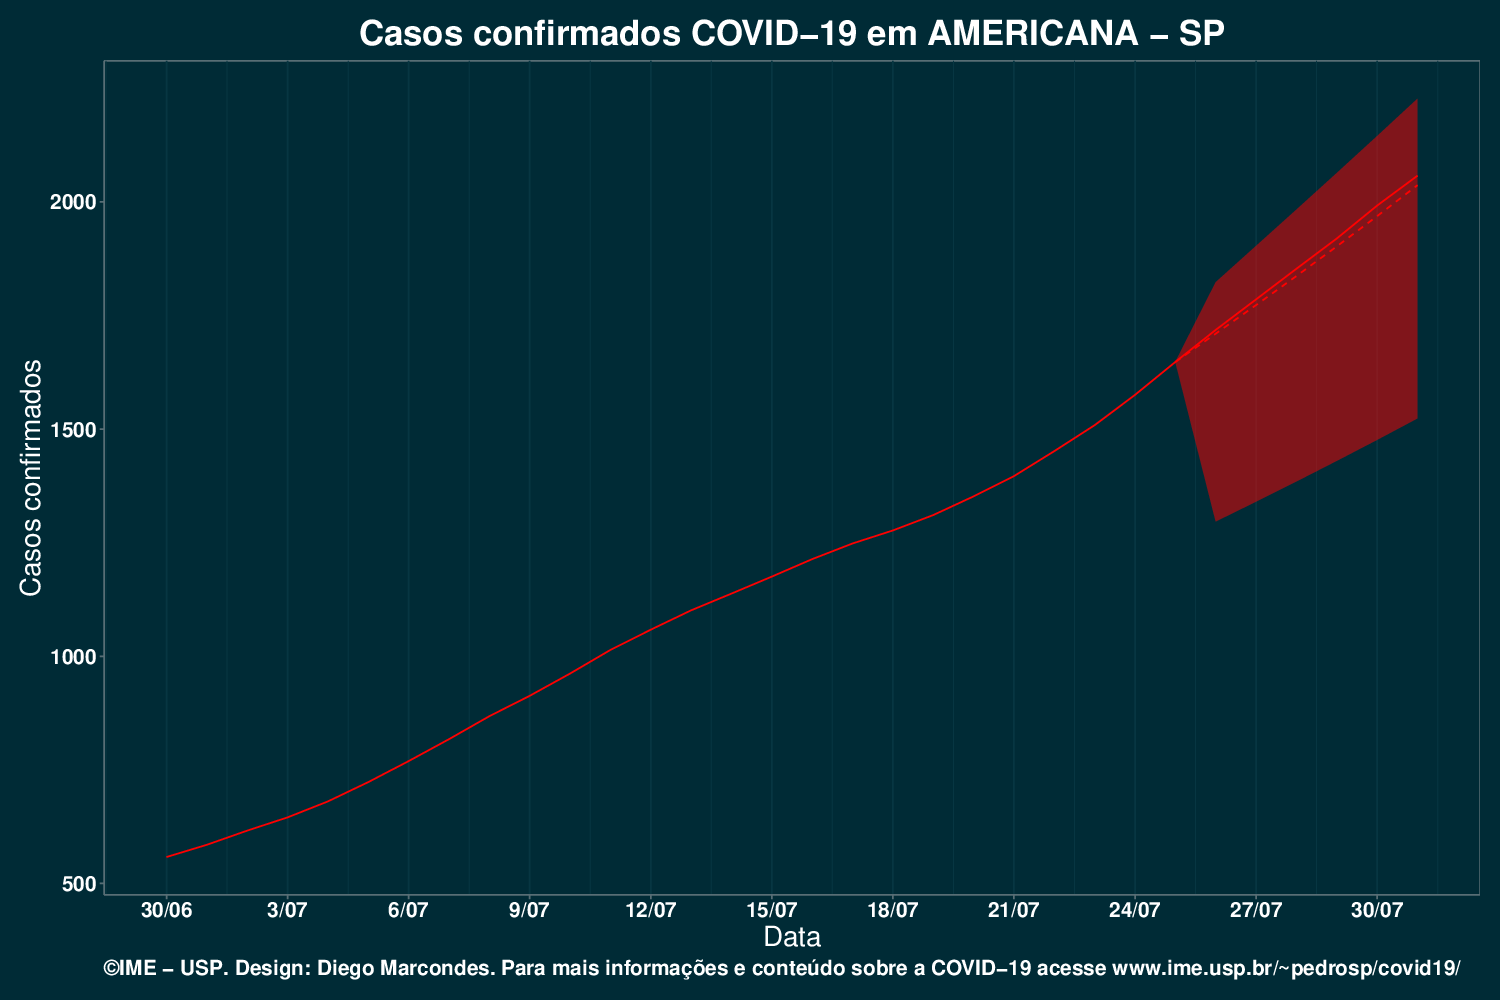 Casos confirmados COVID−19 em AMERICANA − SP
Casos confirmados
2000
1500
1000
500
30/06 3/07 6/07 9/07 12/07 15/07 18/07 21/07 24/07 27/07 30/07
Data
©IME − USP. Design: Diego Marcondes. Para mais informações e conteúdo sobre a COVID−19 acesse www.ime.usp.br/~pedrosp/covid19/